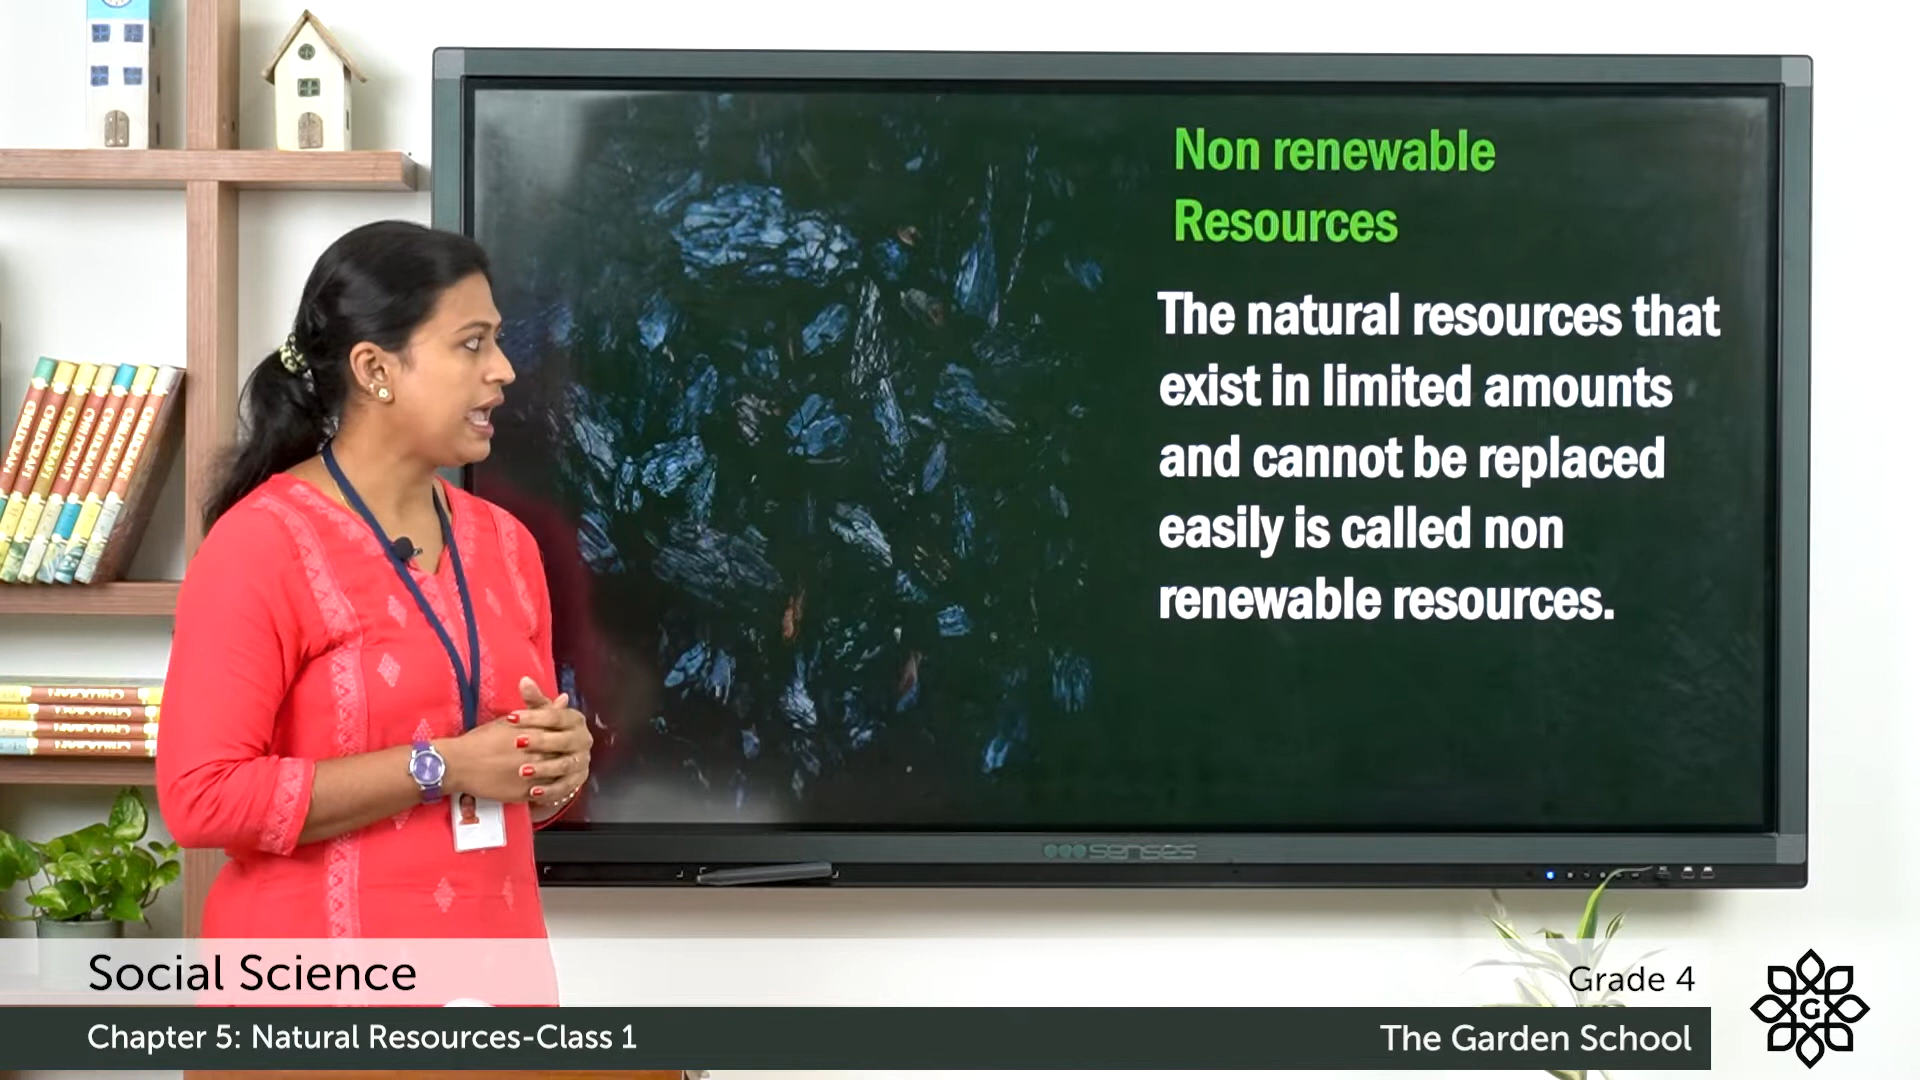 Non renewable
Resources
The natural resources that
exist in limited amounts
and cannot be replaced
easily is called non
renewable resources.
senses
Social Science
Grade 4
Chapter 5: Natural Resources-Class 1
The Garden School
G